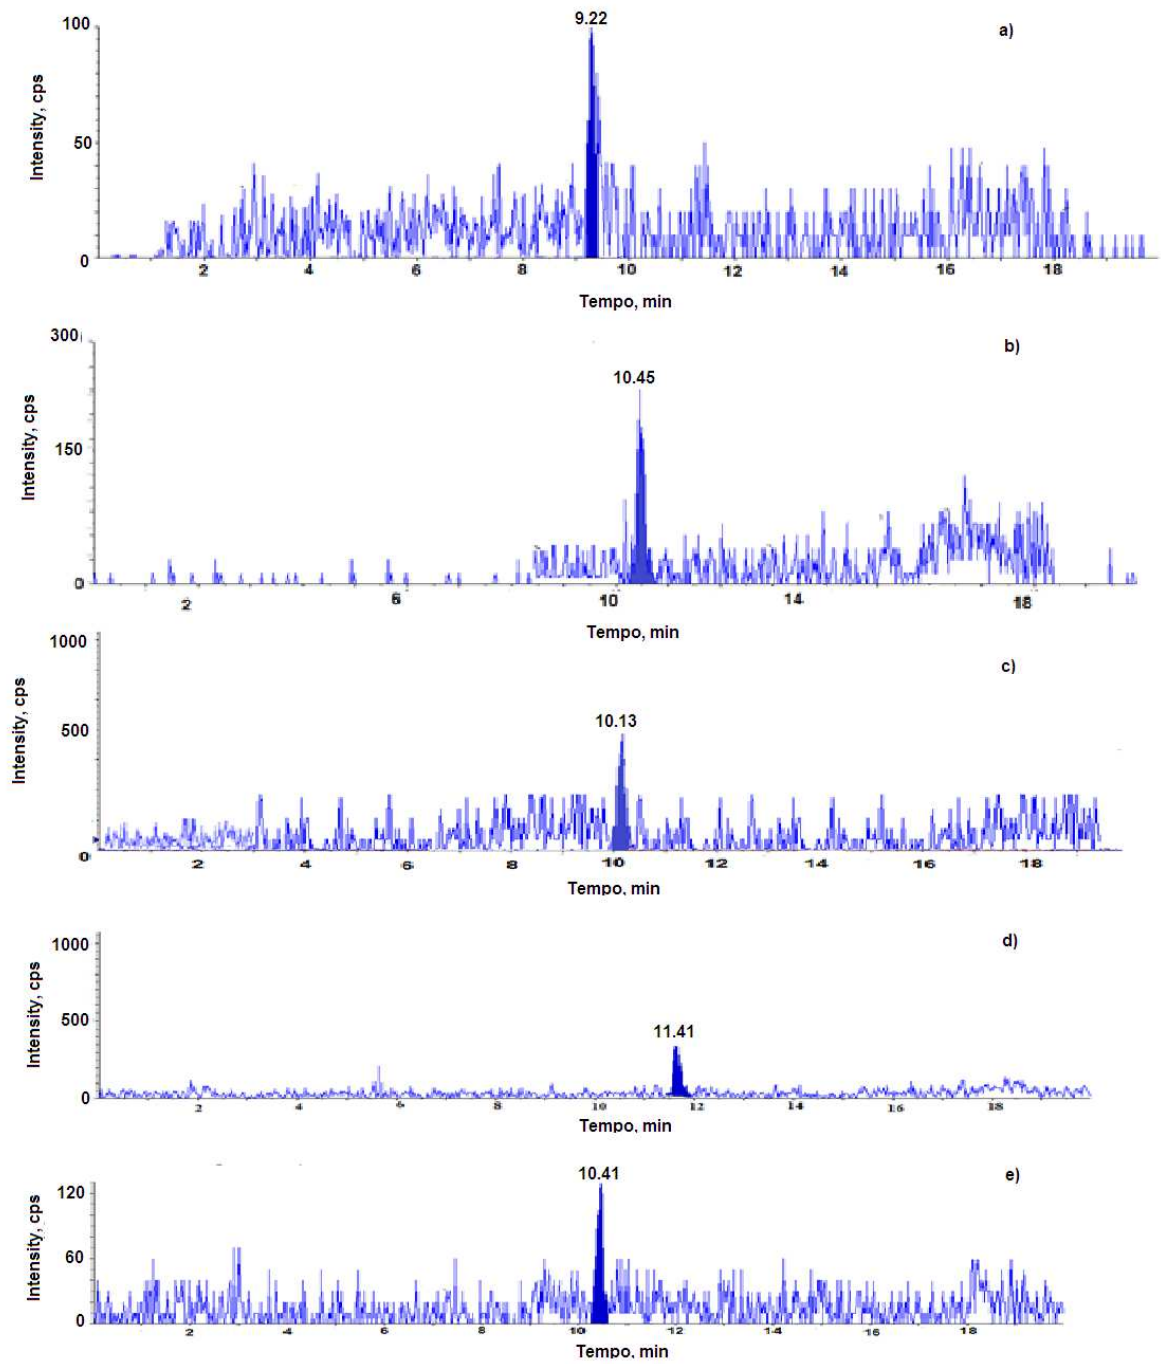 100
9.22
a)
Intensity, cps
50
0
2 4 6 8 10 12 14 16 18
Tempo, min
300
b)
10.45
Intensity, cps
150
0
2 6 10 14 18
Tempo, min
1000
c)
10.13
Intensity, cps
500
0
2 4 6 8 10 12 14 16 18
Tempo, min
1000
d)
11.41
Intensity, cps
500
0
2 4 6 8 10 12 14 16 18
Tempo, min
10.41
e)
120
Intensity, cps
60
0
2 4 6 8 10 12 14 16 18
Tempo, min